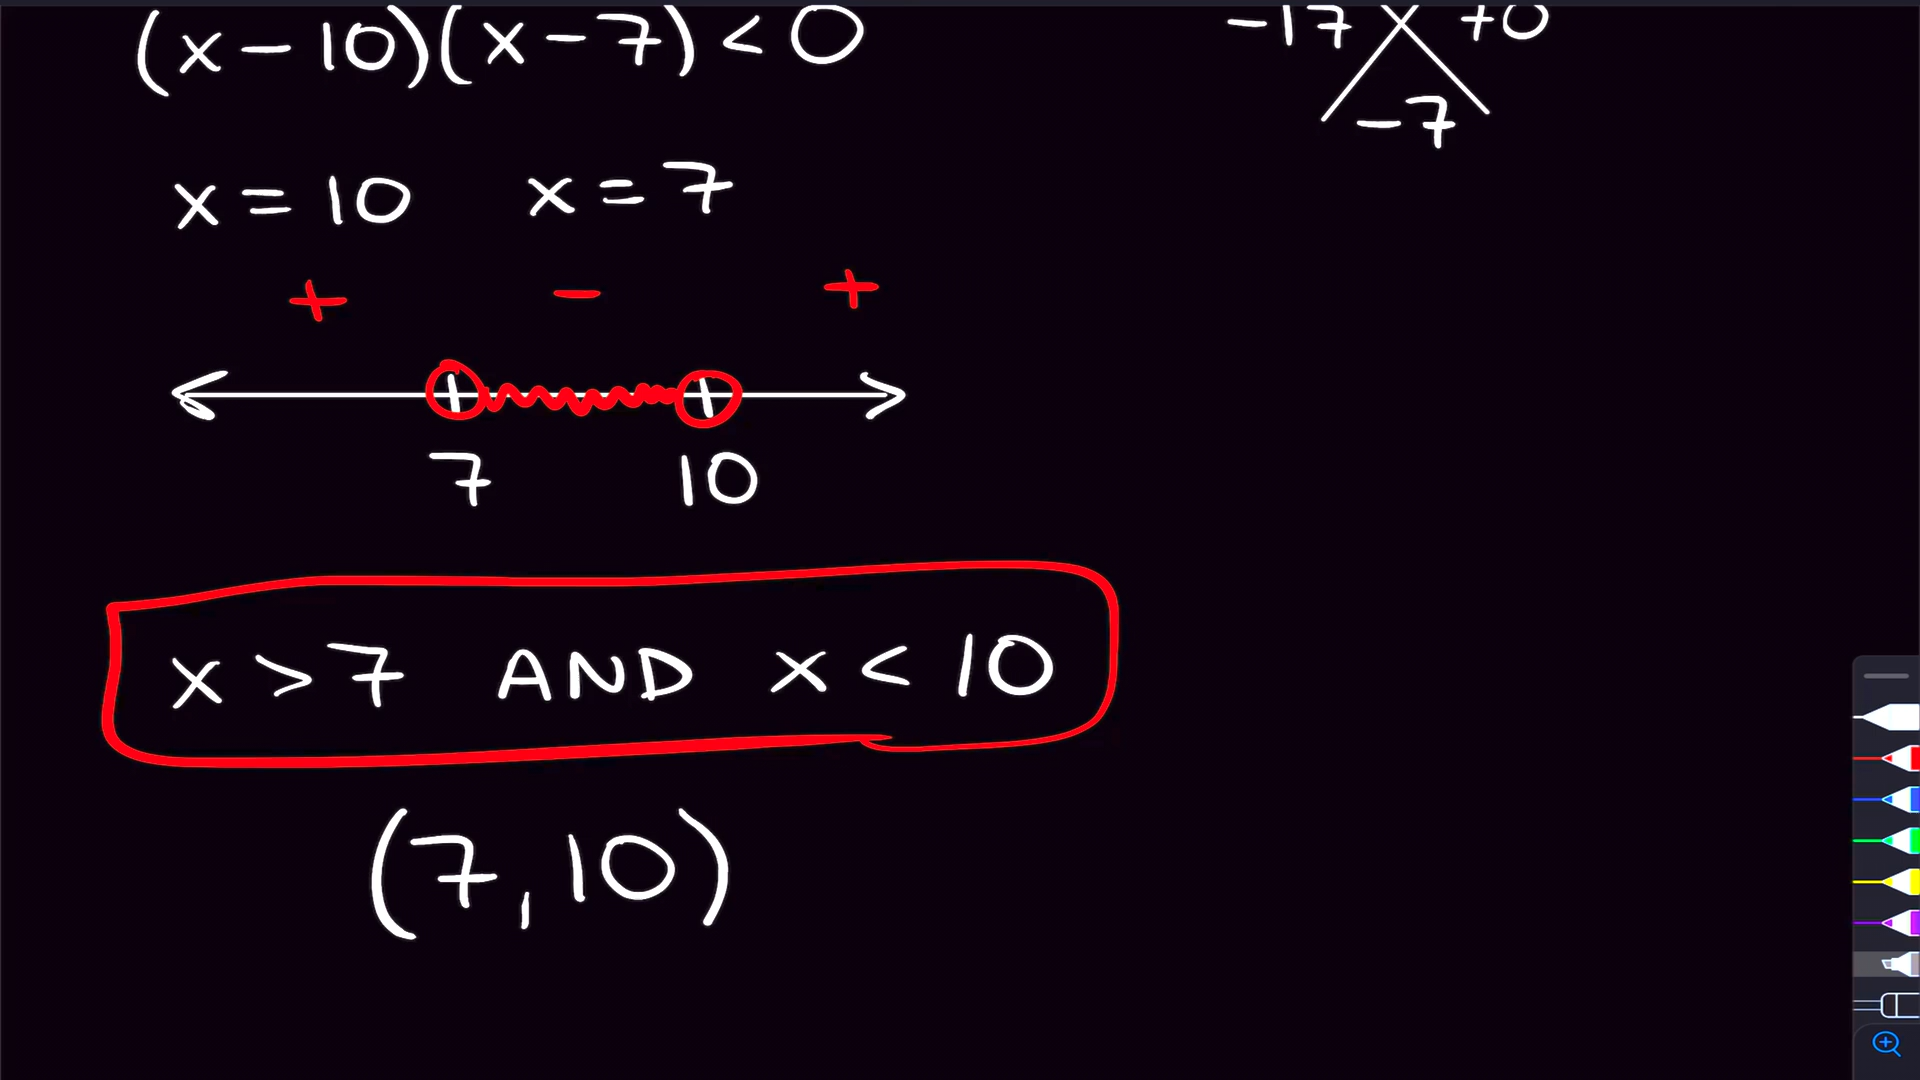 (x - 10)(x - 7) < 0
-17 +0
-7
x = 10 x = 7
+ - +
7 10
x > 7 AND x < 10
(7, 10)